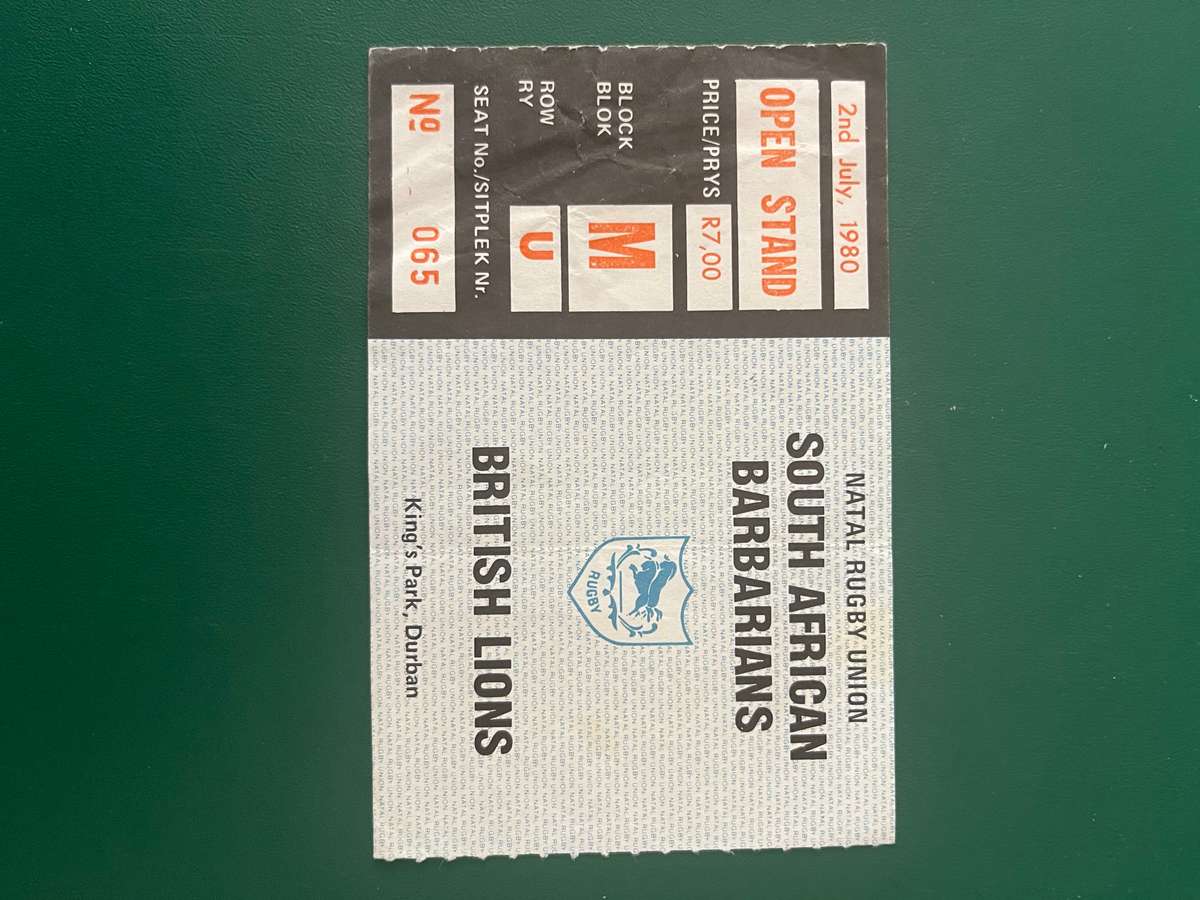 2nd July, 1980
OPEN STAND
PRICE/PRYS R7,00
BLOCK
BLOK
M
ROW
RY
U
SEAT No./SITPLEK Nr.
Nº 065
NATAL RUGBY UNION
SOUTH AFRICAN
BARBARIANS
RUGBY
BRITISH LIONS
King's Park, Durban